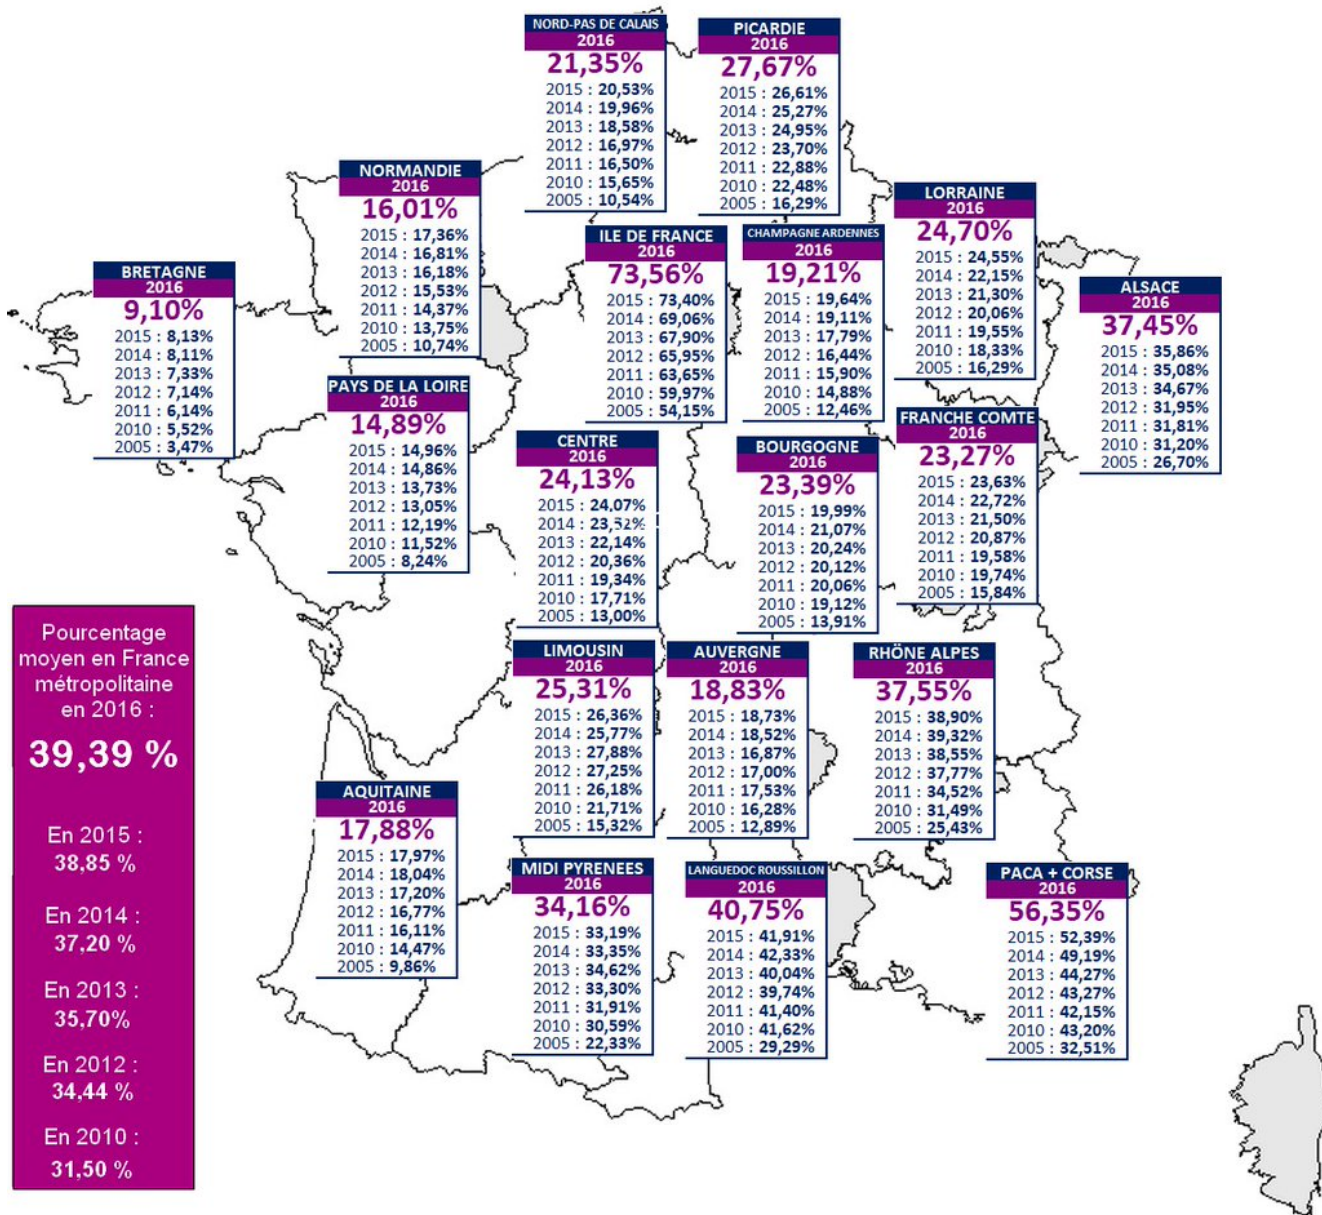 NORD-PAS DE CALAIS
2016
21,35%
2015 : 20,53%
2014 : 19,96%
2013 : 18,58%
2012 : 16,97%
2011 : 16,50%
2010 : 15,65%
2005 : 10,54%
PICARDIE
2016
27,67%
2015 : 26,61%
2014 : 25,27%
2013 : 24,95%
2012 : 23,70%
2011 : 22,88%
2010 : 22,48%
2005 : 16,29%
NORMANDIE
2016
16,01%
2015 : 17,36%
2014 : 16,81%
2013 : 16,18%
2012 : 15,53%
2011 : 14,37%
2010 : 13,75%
2005 : 10,74%
LORRAINE
2016
24,70%
2015 : 24,55%
2014 : 22,15%
2013 : 21,30%
2012 : 20,06%
2011 : 19,55%
2010 : 18,33%
2005 : 16,29%
ILE DE FRANCE
2016
73,56%
2015 : 73,40%
2014 : 69,06%
2013 : 67,90%
2012 : 65,95%
2011 : 63,65%
2010 : 59,97%
2005 : 54,15%
CHAMPAGNE ARDENNES
2016
19,21%
2015 : 19,64%
2014 : 19,11%
2013 : 17,79%
2012 : 16,44%
2011 : 15,90%
2010 : 14,88%
2005 : 12,46%
BRETAGNE
2016
9,10%
2015 : 8,13%
2014 : 8,11%
2013 : 7,33%
2012 : 7,14%
2011 : 6,14%
2010 : 5,52%
2005 : 3,47%
ALSACE
2016
37,45%
2015 : 35,86%
2014 : 35,08%
2013 : 34,67%
2012 : 31,95%
2011 : 31,81%
2010 : 31,20%
2005 : 26,70%
PAYS DE LA LOIRE
2016
14,89%
2015 : 14,96%
2014 : 14,86%
2013 : 13,73%
2012 : 13,05%
2011 : 12,19%
2010 : 11,52%
2005 : 8,24%
CENTRE
2016
24,13%
2015 : 24,07%
2014 :
2013 : 22,14%
2012 : 20,36%
2011 : 19,34%
2010 : 17,71%
2005 : 13,00%
BOURGOGNE
2016
23,39%
2015 : 19,99%
2014 : 21,07%
2013 : 20,24%
2012 : 20,12%
2011 : 20,06%
2010 : 19,12%
2005 : 13,91%
FRANCHE COMTE
2016
23,27%
2015 : 23,63%
2014 : 22,72%
2013 : 21,50%
2012 : 20,87%
2011 : 19,58%
2010 : 19,74%
2005 : 15,84%
Pourcentage
moyen en France
métropolitaine
en 2016 :
39,39 %
En 2015 :
38,85 %
En 2014 :
37,20 %
En 2013 :
35,70%
En 2012 :
34,44 %
En 2010 :
31,50 %
LIMOUSIN
2016
25,31%
2015 : 26,36%
2014 : 25,77%
2013 : 27,88%
2012 : 27,25%
2011 : 26,18%
2010 : 21,71%
2005 : 15,32%
AUVERGNE
2016
18,83%
2015 : 18,73%
2014 : 18,52%
2013 : 16,87%
2012 : 17,00%
2011 : 17,53%
2010 : 16,28%
2005 : 12,89%
RHÖNE ALPES
2016
37,55%
2015 : 38,90%
2014 : 39,32%
2013 : 38,55%
2012 : 37,77%
2011 : 34,52%
2010 : 31,49%
2005 : 25,43%
AQUITAINE
2016
17,88%
2015 : 17,97%
2014 : 18,04%
2013 : 17,20%
2012 : 16,77%
2011 : 16,11%
2010 : 14,47%
2005 : 9,86%
MIDI PYRENEES
2016
34,16%
2015 : 33,19%
2014 : 33,35%
2013 : 34,62%
2012 : 33,30%
2011 : 31,91%
2010 : 30,59%
2005 : 22,33%
LANGUEDOC ROUSSILLON
2016
40,75%
2015 : 41,91%
2014 : 42,33%
2013 : 40,04%
2012 : 39,74%
2011 : 41,40%
2010 : 41,62%
2005 : 29,29%
PACA + CORSE
2016
56,35%
2015 : 52,39%
2014 : 49,19%
2013 : 44,27%
2012 : 43,27%
2011 : 42,15%
2010 : 43,20%
2005 : 32,51%